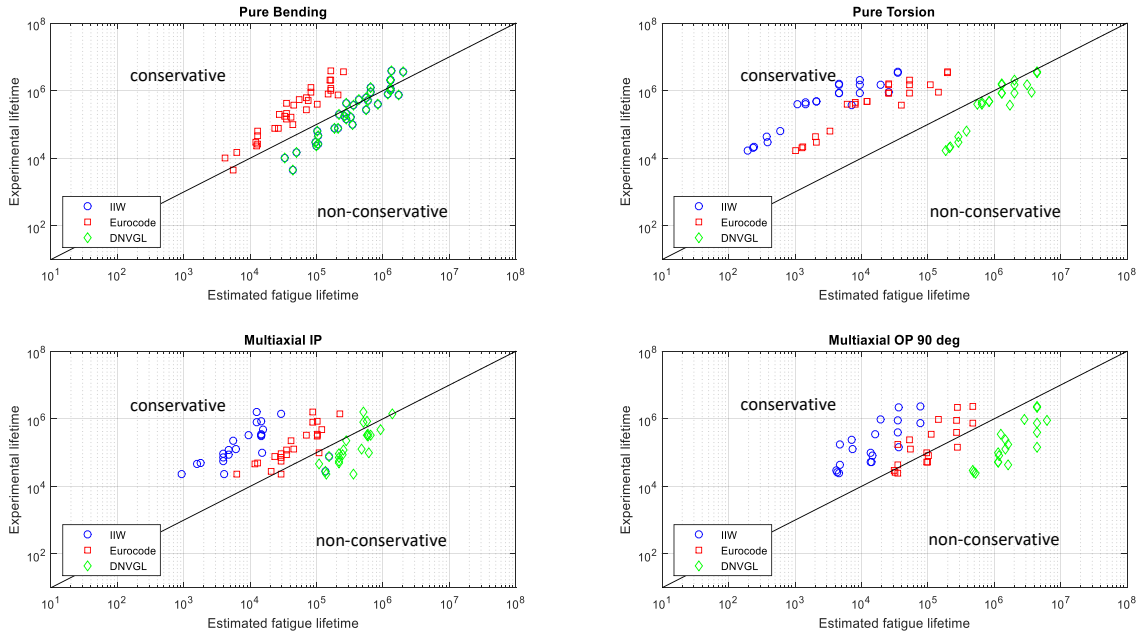 Pure Bending
10^8
10^6
10^4
10^2
Experimental lifetime
conservative
non-conservative
IIW
Eurocode
DNVGL
10^1 10^2 10^3 10^4 10^5 10^6 10^7 10^8
Estimated fatigue lifetime
Pure Torsion
10^8
10^6
10^4
10^2
Experimental lifetime
conservative
non-conservative
IIW
Eurocode
DNVGL
10^1 10^2 10^3 10^4 10^5 10^6 10^7 10^8
Estimated fatigue lifetime
Multiaxial IP
10^8
10^6
10^4
10^2
Experimental lifetime
conservative
non-conservative
IIW
Eurocode
DNVGL
10^1 10^2 10^3 10^4 10^5 10^6 10^7 10^8
Estimated fatigue lifetime
Multiaxial OP 90 deg
10^8
10^6
10^4
10^2
Experimental lifetime
conservative
non-conservative
IIW
Eurocode
DNVGL
10^1 10^2 10^3 10^4 10^5 10^6 10^7 10^8
Estimated fatigue lifetime